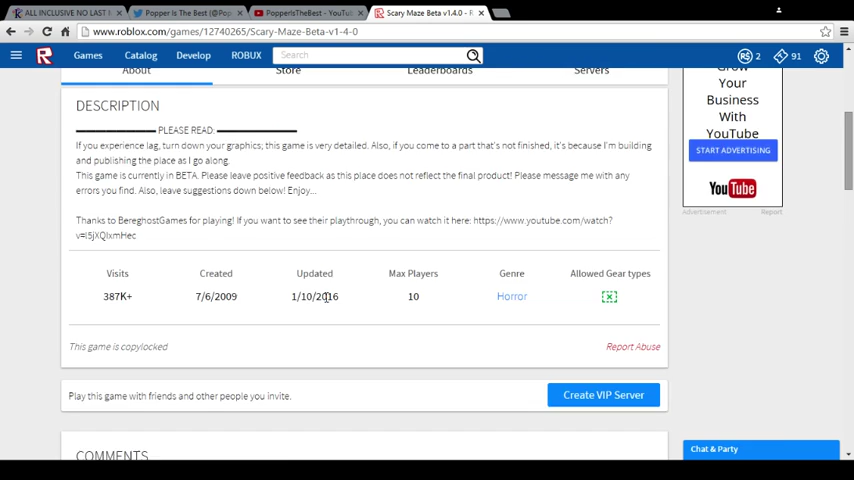 ALL INCLUSIVE NO LAST
Popper Is The Best (@Pop
PopperIsTheBest - YouTu
Scary Maze Beta v1.4.0 - R
www.roblox.com/games/12740265/Scary-Maze-Beta-v1-4-0
Games Catalog Develop ROBUX Search R$ 2 91
About Store Leaderboards Servers
DESCRIPTION
PLEASE READ:
If you experience lag, turn down your graphics; this game is very detailed. Also, if you come to a part that's not finished, it's because I'm building
and publishing the place as I go along.
This game is currently in BETA. Please leave positive feedback as this place does not reflect the final product! Please message me with any
errors you find. Also, leave suggestions down below! Enjoy...
Thanks to BereghostGames for playing! If you want to see their playthrough, you can watch it here: https://www.youtube.com/watch?
v=l5jXQIxmHec
Visits Created Updated Max Players Genre Allowed Gear types
387K+ 7/6/2009 1/10/2016 10 Horror
This game is copylocked Report Abuse
Play this game with friends and other people you invite. Create VIP Server
COMMENTS
Grow
Your
Business
With
YouTube
START ADVERTISING
YouTube
Advertisement Report
Chat & Party